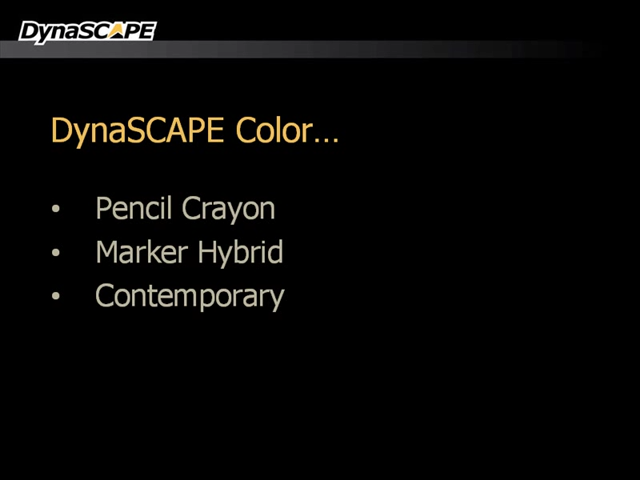 DynaSCAPE
DynaSCAPE Color...
• Pencil Crayon
• Marker Hybrid
• Contemporary